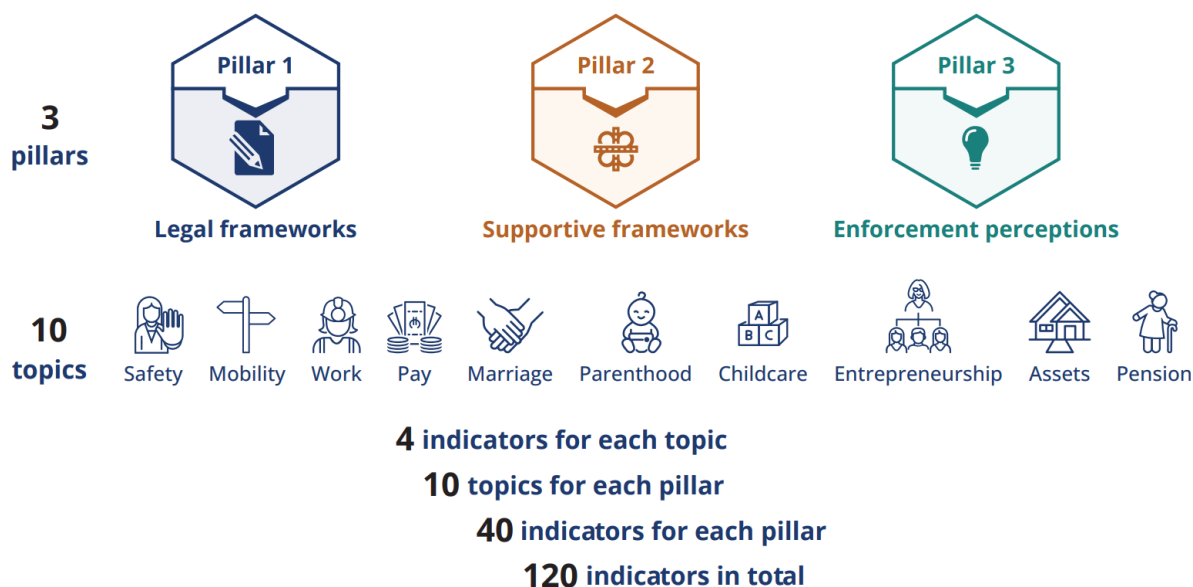 Pillar 1
Pillar 2
Pillar 3
3
pillars
Legal frameworks
Supportive frameworks
Enforcement perceptions
10
topics
A
B C
Safety
Mobility
Work
Pay
Marriage
Parenthood
Childcare
Entrepreneurship
Assets
Pension
4 indicators for each topic
10 topics for each pillar
40 indicators for each pillar
120 indicators in total